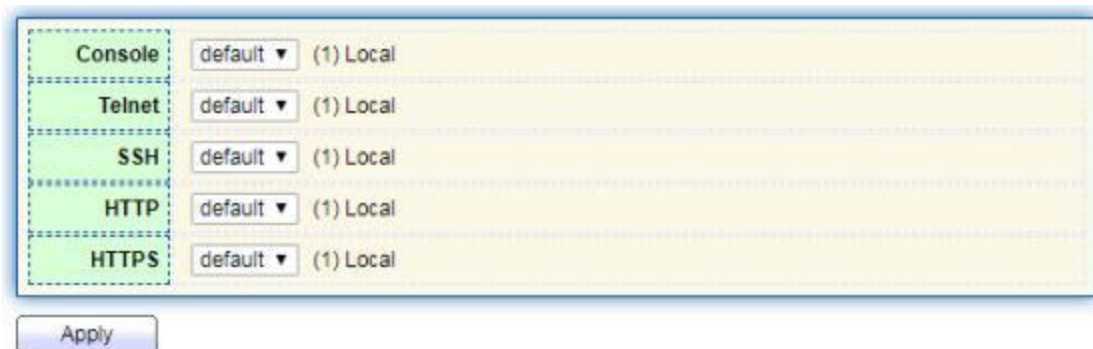 Console default ▼ (1) Local
Telnet default ▼ (1) Local
SSH default ▼ (1) Local
HTTP default ▼ (1) Local
HTTPS default ▼ (1) Local
Apply